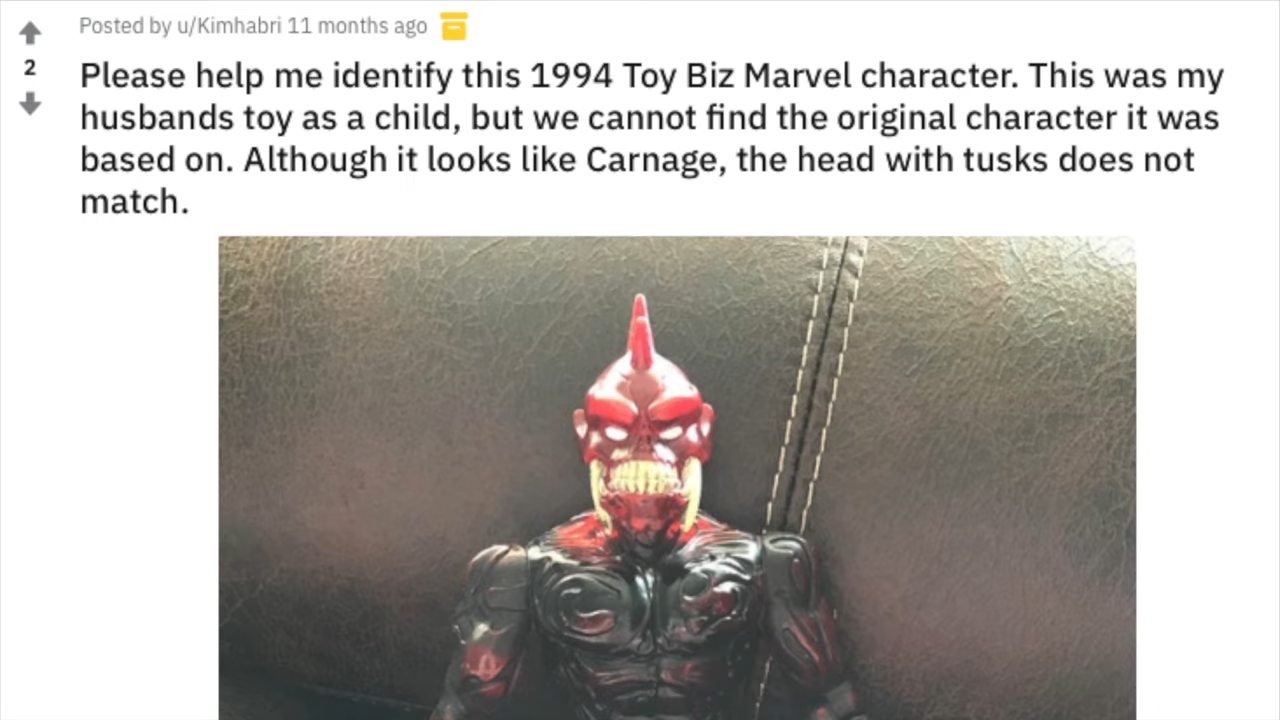 Posted by u/Kimhabri 11 months ago
2
Please help me identify this 1994 Toy Biz Marvel character. This was my
husbands toy as a child, but we cannot find the original character it was
based on. Although it looks like Carnage, the head with tusks does not
match.